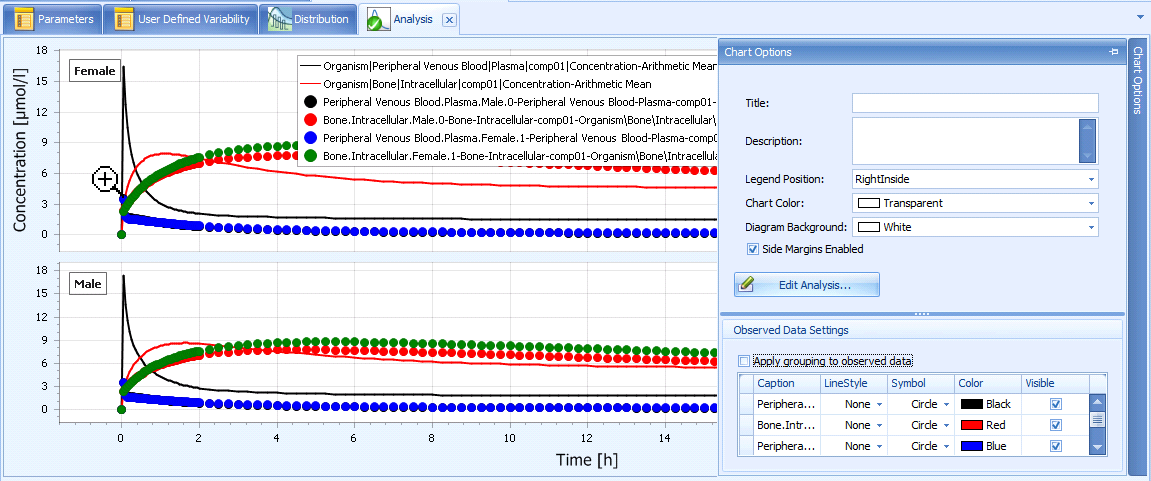 Parameters User Defined Variability Distribution Analysis
Chart Options
Chart Options
Title:
Description:
Legend Position: RightInside
Chart Color: Transparent
Diagram Background: White
Side Margins Enabled
Edit Analysis...
Observed Data Settings
Apply grouping to observed data
Caption LineStyle Symbol Color Visible
Periphera... None Circle Black
Bone.Intr... None Circle Red
Periphera... None Circle Blue
Concentration [µmol/l]
Female
Organism|Peripheral Venous Blood|Plasma|comp01|Concentration-Arithmetic Mean
Organism|Bone|Intracellular|comp01|Concentration-Arithmetic Mean
Peripheral Venous Blood.Plasma.Male.0-Peripheral Venous Blood-Plasma-comp01-
Bone.Intracellular.Male.0-Bone-Intracellular-comp01-Organism\Bone\Intracellular\
Peripheral Venous Blood.Plasma.Female.1-Peripheral Venous Blood-Plasma-comp0
Bone.Intracellular.Female.1-Bone-Intracellular-comp01-Organism\Bone\Intracellula
18
15
12
9
6
3
0
Male
18
15
12
9
6
3
0
0 2 4 6 8 10 12 14
Time [h]